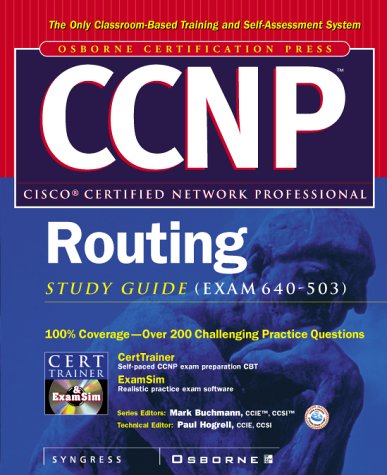 The Only Classroom-Based Training and Self-Assessment System
OSBORNE CERTIFICATION PRESS
CCNP™
CISCO® CERTIFIED NETWORK PROFESSIONAL
Routing
STUDY GUIDE (EXAM 640-503)
100% Coverage—Over 200 Challenging Practice Questions
CERT
TRAINER
& ExamSim
CertTrainer
Self-paced CCNP exam preparation CBT
ExamSim
Realistic practice exam software
Series Editors: Mark Buchmann, CCIE™, CCSI™
Technical Editor: Paul Hogrell, CCIE, CCSI
SYNGRESS
OSBORNE